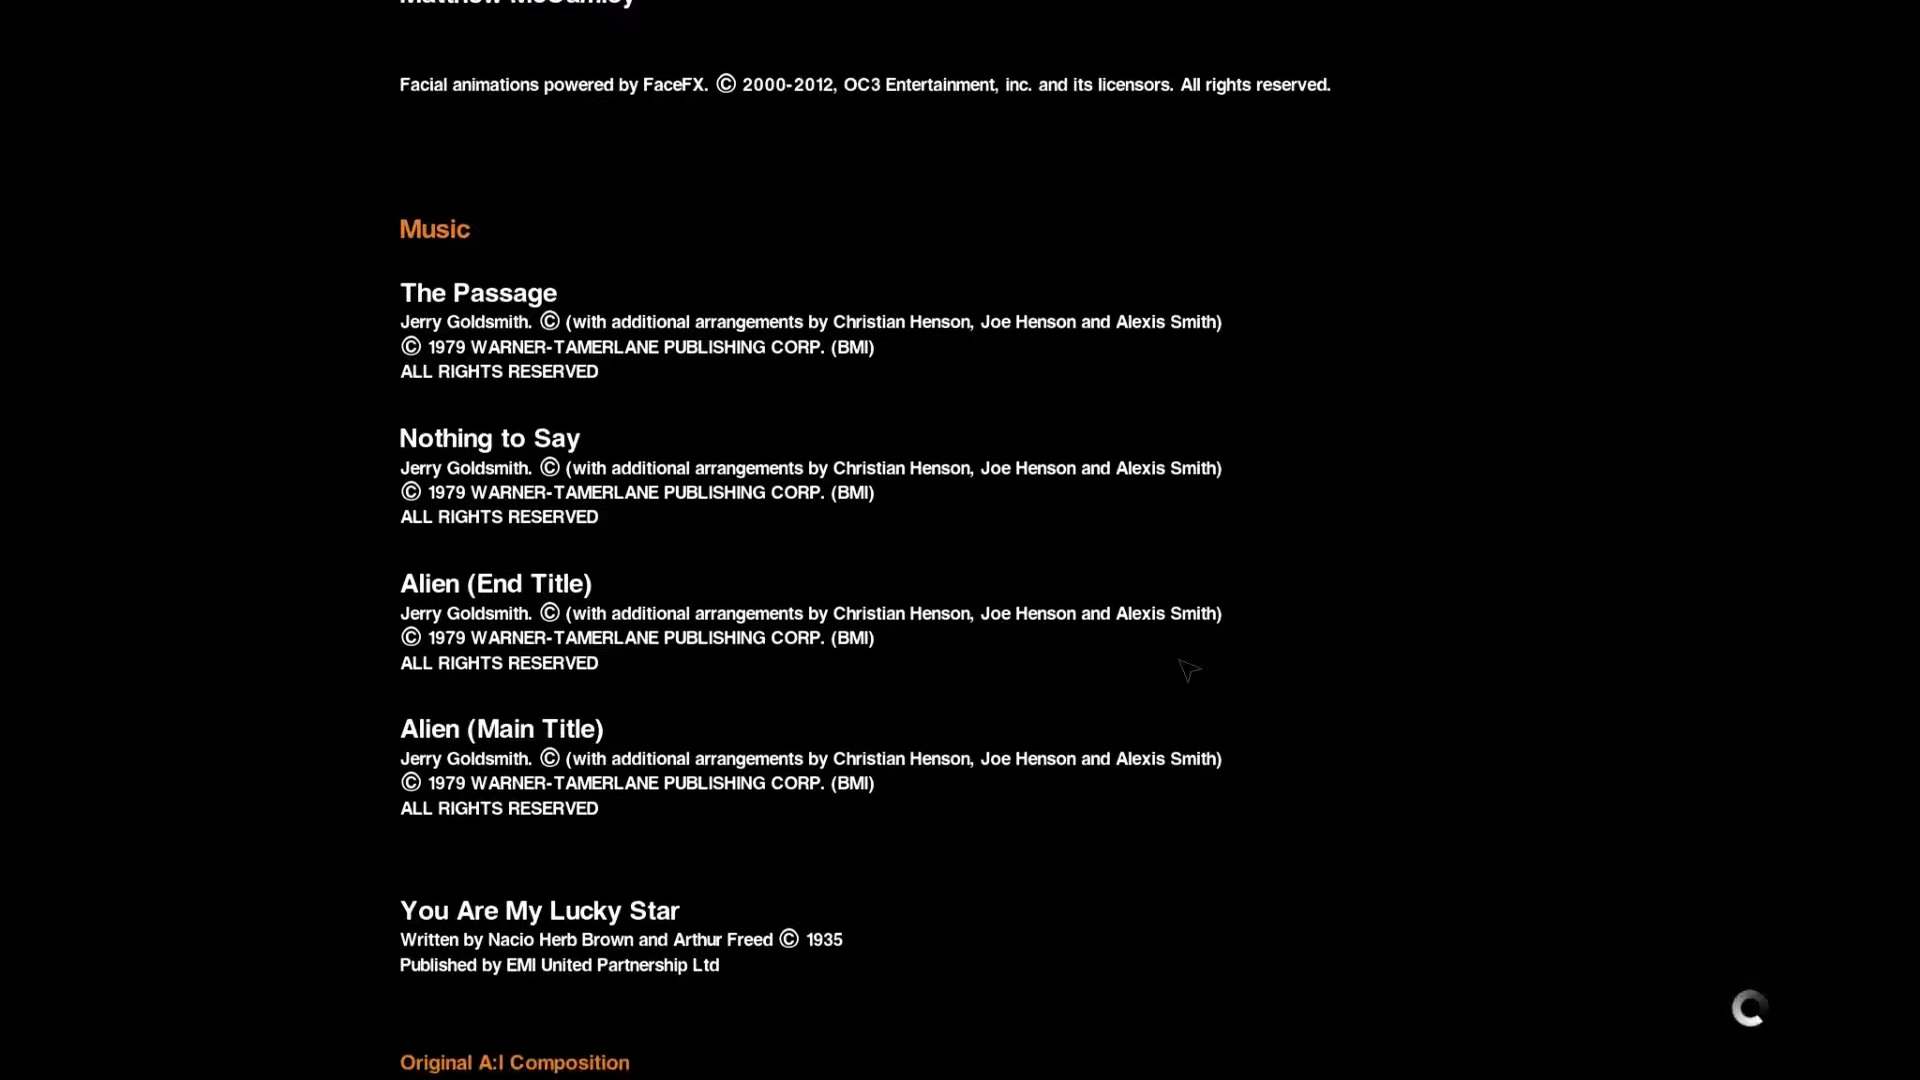 Facial animations powered by FaceFX. © 2000-2012, OC3 Entertainment, inc. and its licensors. All rights reserved.
Music
The Passage
Jerry Goldsmith. © (with additional arrangements by Christian Henson, Joe Henson and Alexis Smith)
© 1979 WARNER-TAMERLANE PUBLISHING CORP. (BMI)
ALL RIGHTS RESERVED
Nothing to Say
Jerry Goldsmith. © (with additional arrangements by Christian Henson, Joe Henson and Alexis Smith)
© 1979 WARNER-TAMERLANE PUBLISHING CORP. (BMI)
ALL RIGHTS RESERVED
Alien (End Title)
Jerry Goldsmith. © (with additional arrangements by Christian Henson, Joe Henson and Alexis Smith)
© 1979 WARNER-TAMERLANE PUBLISHING CORP. (BMI)
ALL RIGHTS RESERVED
Alien (Main Title)
Jerry Goldsmith. © (with additional arrangements by Christian Henson, Joe Henson and Alexis Smith)
© 1979 WARNER-TAMERLANE PUBLISHING CORP. (BMI)
ALL RIGHTS RESERVED
You Are My Lucky Star
Written by Nacio Herb Brown and Arthur Freed © 1935
Published by EMI United Partnership Ltd
Original A:I Composition